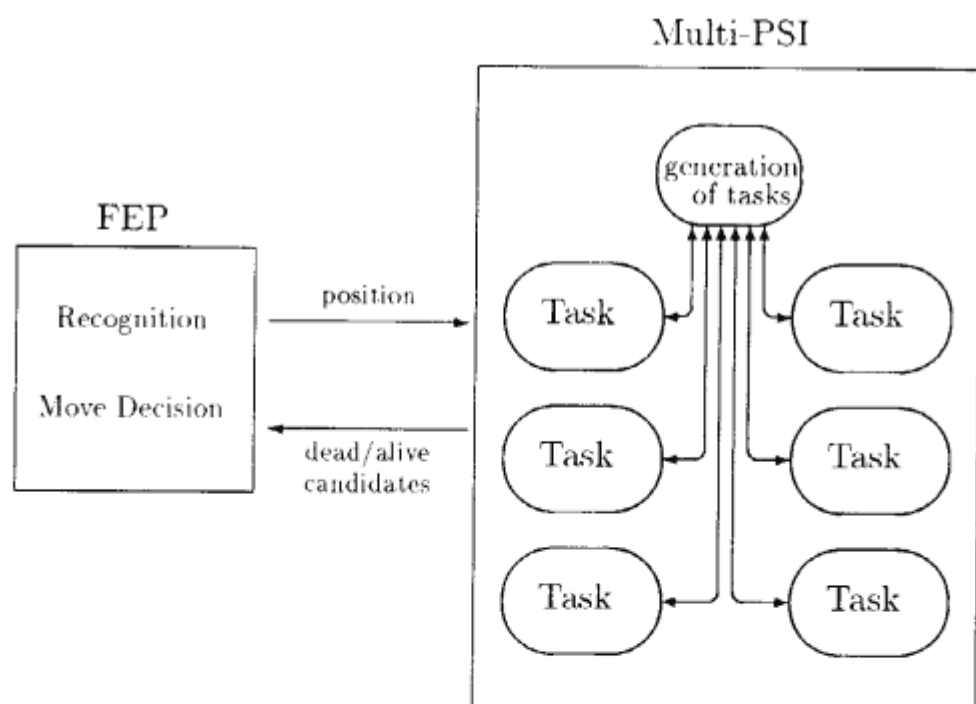 Multi-PSI
generation
of tasks
FEP
Recognition
Move Decision
position
dead/alive
candidates
Task
Task
Task
Task
Task
Task